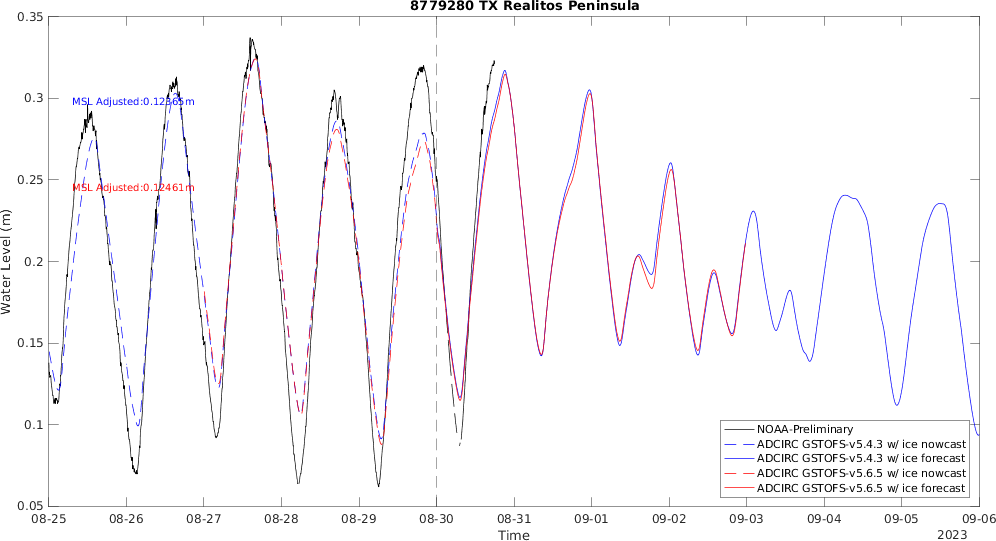 8779280 TX Realitos Peninsula
0.35
0.3
0.25
0.2
0.15
0.1
0.05
Water Level (m)
MSL Adjusted:0.12365m
MSL Adjusted:0.12461m
NOAA-Preliminary
ADCIRC GSTOFS-v5.4.3 w/ ice nowcast
ADCIRC GSTOFS-v5.4.3 w/ ice forecast
ADCIRC GSTOFS-v5.6.5 w/ ice nowcast
ADCIRC GSTOFS-v5.6.5 w/ ice forecast
08-25 08-26 08-27 08-28 08-29 08-30 08-31 09-01 09-02 09-03 09-04 09-05 09-06
Time
2023